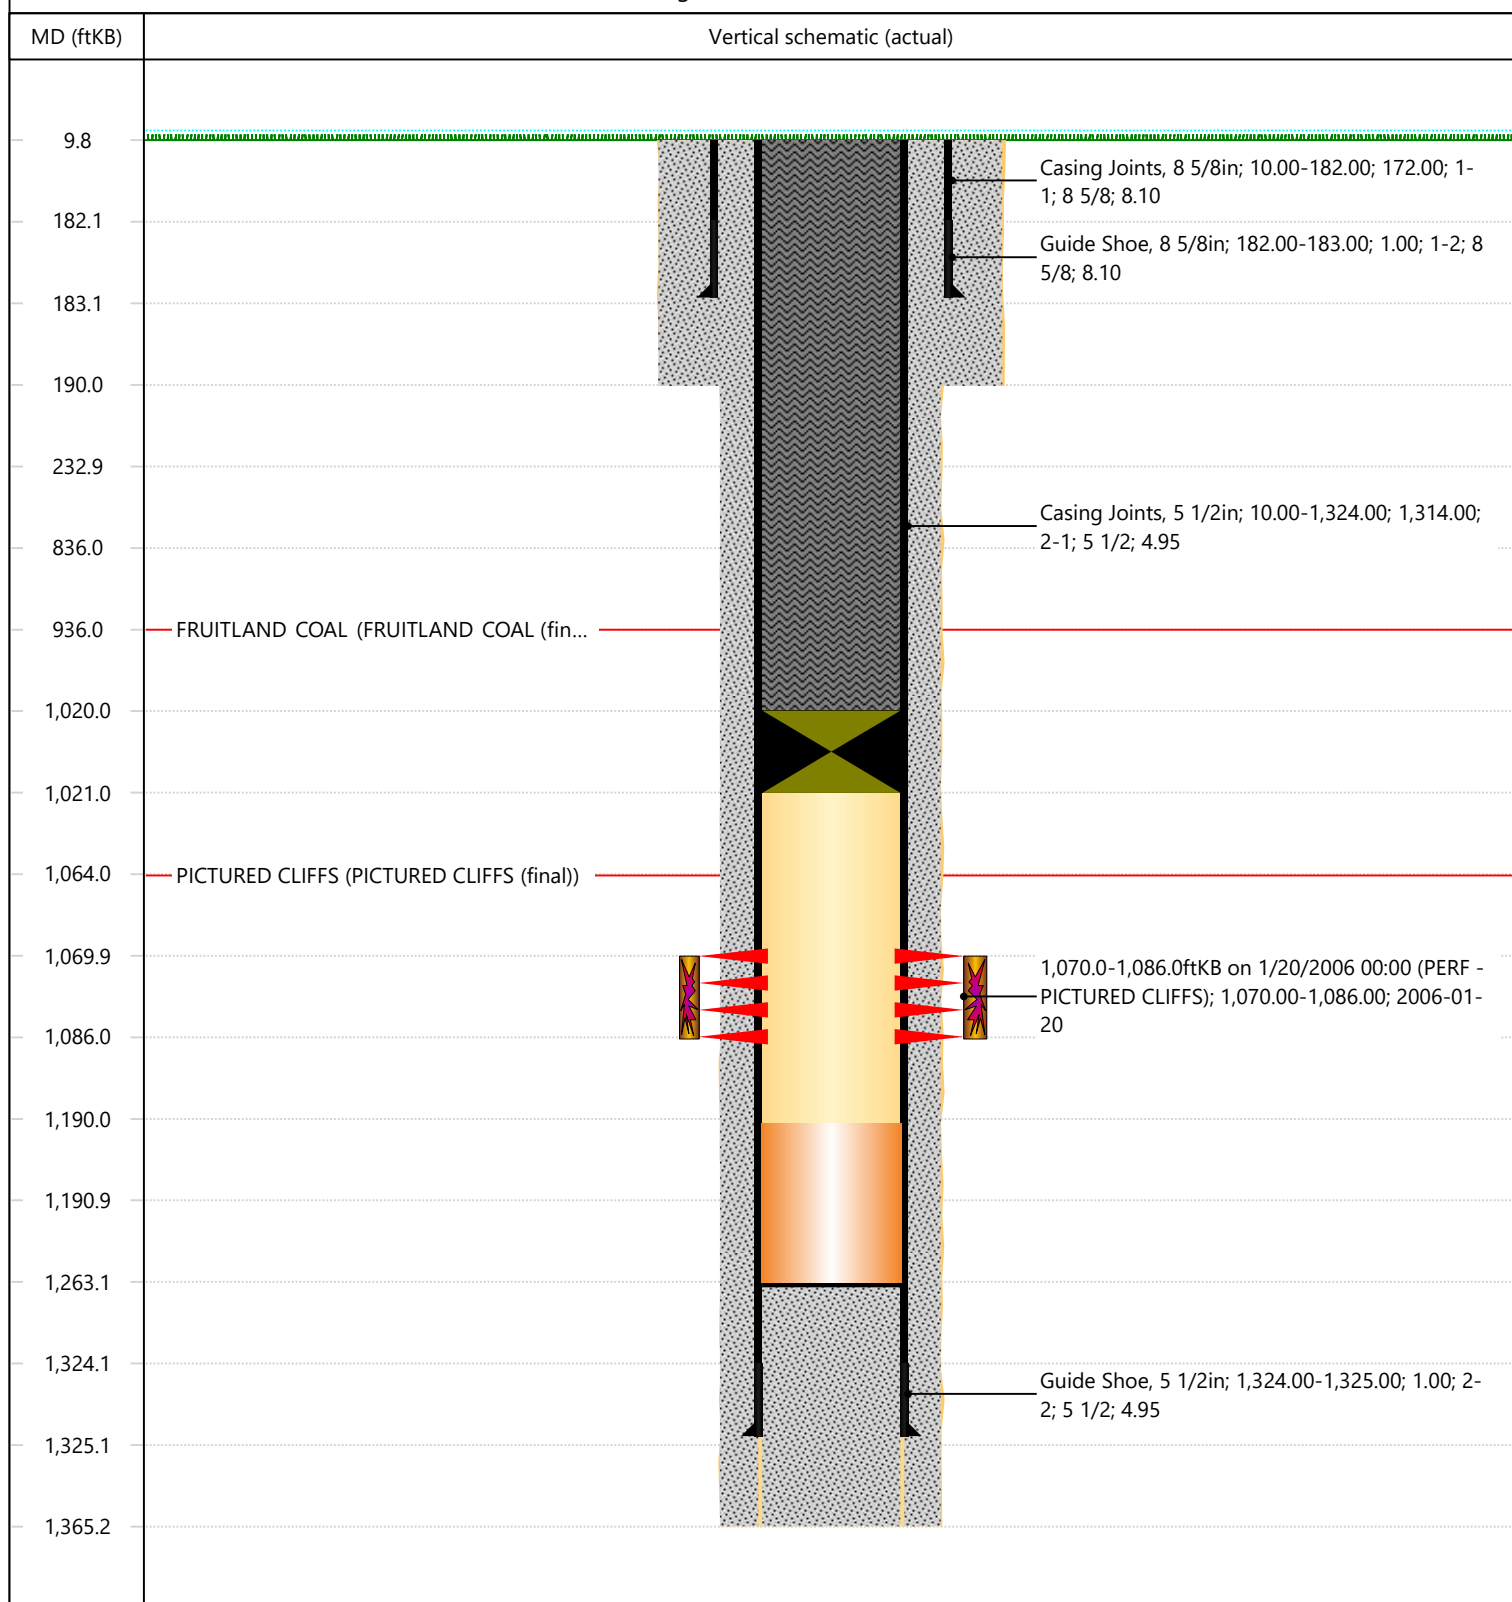 MD (ftKB)
Vertical schematic (actual)
9.8
Casing Joints, 8 5/8in; 10.00-182.00; 172.00; 1-
1; 8 5/8; 8.10
182.1
Guide Shoe, 8 5/8in; 182.00-183.00; 1.00; 1-2; 8
5/8; 8.10
183.1
190.0
232.9
Casing Joints, 5 1/2in; 10.00-1,324.00; 1,314.00;
2-1; 5 1/2; 4.95
836.0
936.0
FRUITLAND COAL (FRUITLAND COAL (fin...
1,020.0
1,021.0
1,064.0
PICTURED CLIFFS (PICTURED CLIFFS (final))
1,069.9
1,070.0-1,086.0ftKB on 1/20/2006 00:00 (PERF -
PICTURED CLIFFS); 1,070.00-1,086.00; 2006-01-
20
1,086.0
1,190.0
1,190.9
1,263.1
1,324.1
Guide Shoe, 5 1/2in; 1,324.00-1,325.00; 1.00; 2-
2; 5 1/2; 4.95
1,325.1
1,365.2